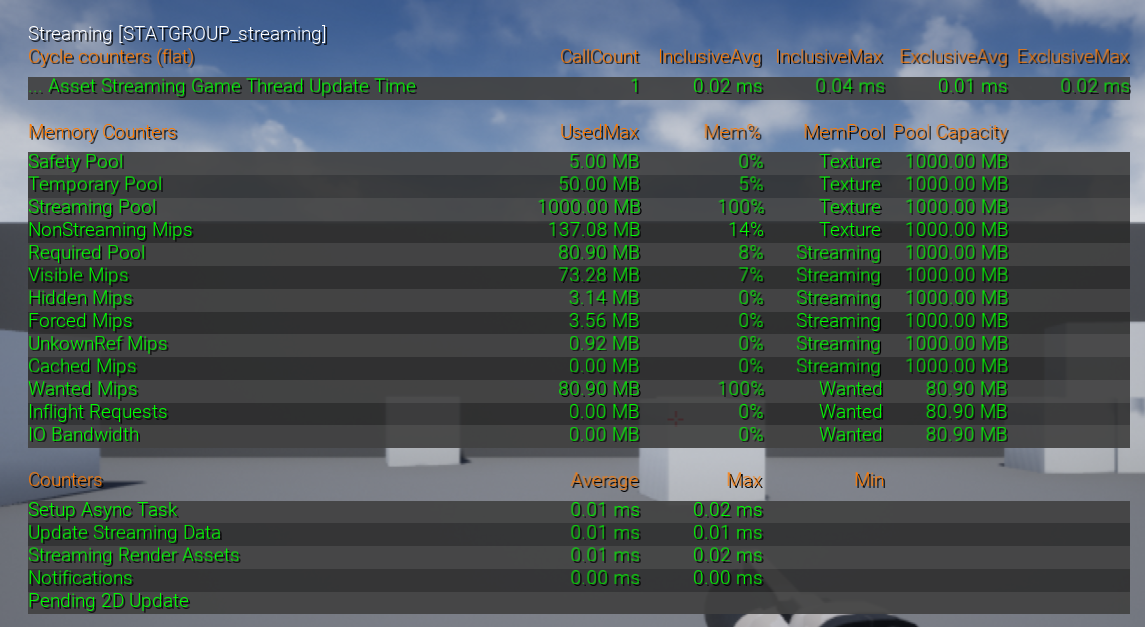 Streaming [STATGROUP_streaming]
Cycle counters (flat) CallCount InclusiveAvg InclusiveMax ExclusiveAvg ExclusiveMax
... Asset Streaming Game Thread Update Time 1 0.02 ms 0.04 ms 0.01 ms 0.02 ms
Memory Counters UsedMax Mem% MemPool Pool Capacity
Safety Pool 5.00 MB 0% Texture 1000.00 MB
Temporary Pool 50.00 MB 5% Texture 1000.00 MB
Streaming Pool 1000.00 MB 100% Texture 1000.00 MB
NonStreaming Mips 137.08 MB 14% Texture 1000.00 MB
Required Pool 80.90 MB 8% Streaming 1000.00 MB
Visible Mips 73.28 MB 7% Streaming 1000.00 MB
Hidden Mips 3.14 MB 0% Streaming 1000.00 MB
Forced Mips 3.56 MB 0% Streaming 1000.00 MB
UnkownRef Mips 0.92 MB 0% Streaming 1000.00 MB
Cached Mips 0.00 MB 0% Streaming 1000.00 MB
Wanted Mips 80.90 MB 100% Wanted 80.90 MB
Inflight Requests 0.00 MB 0% Wanted 80.90 MB
IO Bandwidth 0.00 MB 0% Wanted 80.90 MB
Counters Average Max Min
Setup Async Task 0.01 ms 0.02 ms
Update Streaming Data 0.01 ms 0.01 ms
Streaming Render Assets 0.01 ms 0.02 ms
Notifications 0.00 ms 0.00 ms
Pending 2D Update